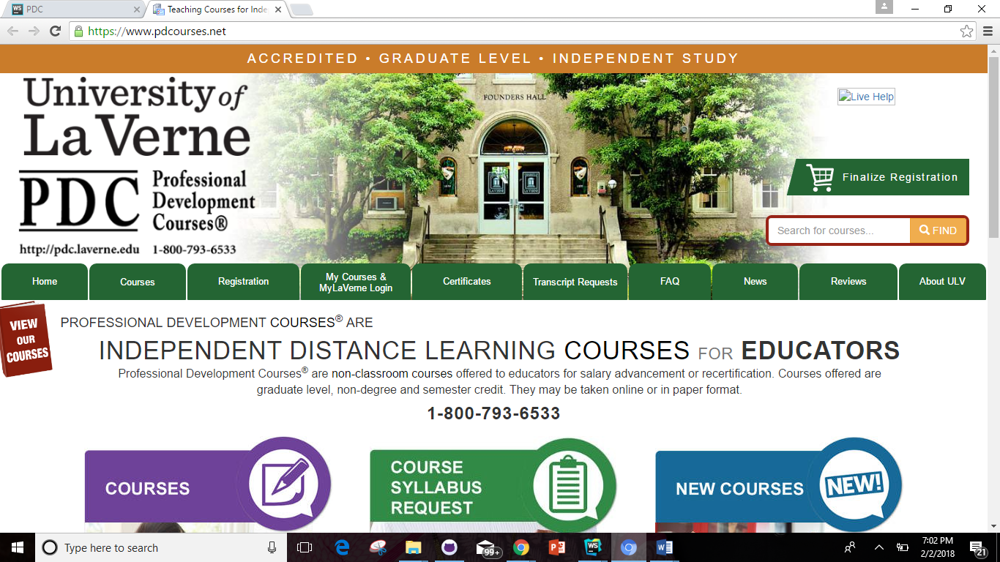 PDC
Teaching Courses for Inde
https://www.pdcourses.net
ACCREDITED • GRADUATE LEVEL • INDEPENDENT STUDY
University of
La Verne
PDC
Professional
Development
Courses®
http://pdc.laverne.edu 1-800-793-6533
FOUNDERS HALL
Live Help
Finalize Registration
Search for courses...
FIND
Home
Courses
Registration
My Courses &
MyLaVerne Login
Certificates
Transcript Requests
FAQ
News
Reviews
About ULV
VIEW
OUR
COURSES
PROFESSIONAL DEVELOPMENT COURSES® ARE
INDEPENDENT DISTANCE LEARNING COURSES FOR EDUCATORS
Professional Development Courses® are non-classroom courses offered to educators for salary advancement or recertification. Courses offered are
graduate level, non-degree and semester credit. They may be taken online or in paper format.
1-800-793-6533
COURSES
COURSE
SYLLABUS
REQUEST
NEW COURSES
NEW!
Type here to search
99+
7:02 PM
2/2/2018
21